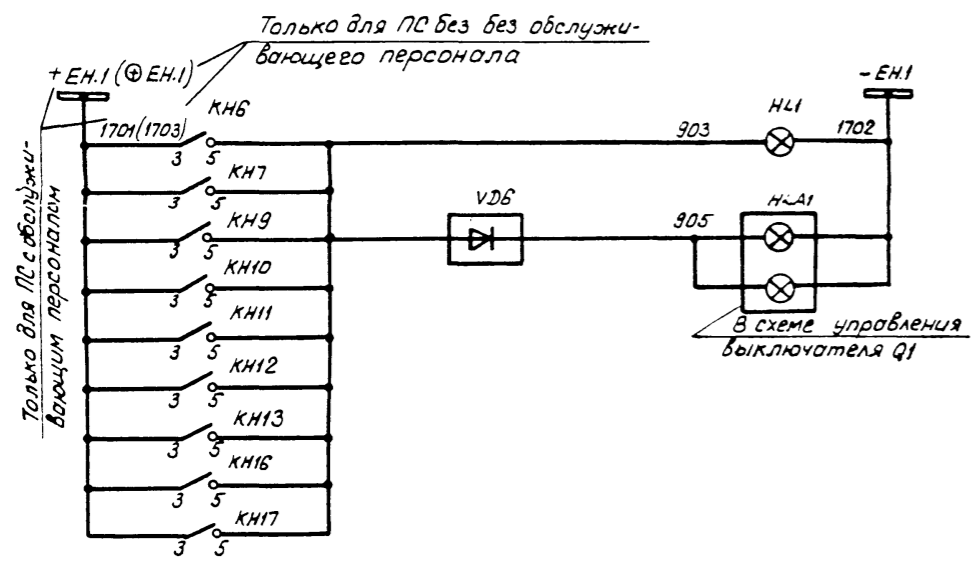 Только для ПС без без обслужи-
вающего персонала
+ ЕН.1 (⊕ ЕН.1)
- ЕН.1
Только для ПС с обслужи-
вающим персоналом
1701 (1703)
КН6
3 5
903
HL1
1702
КН7
3 5
VD6
КН9
3 5
905
HLA1
КН10
3 5
КН11
3 5
В схеме управления
выключателя Q1
КН12
3 5
КН13
3 5
КН16
3 5
КН17
3 5